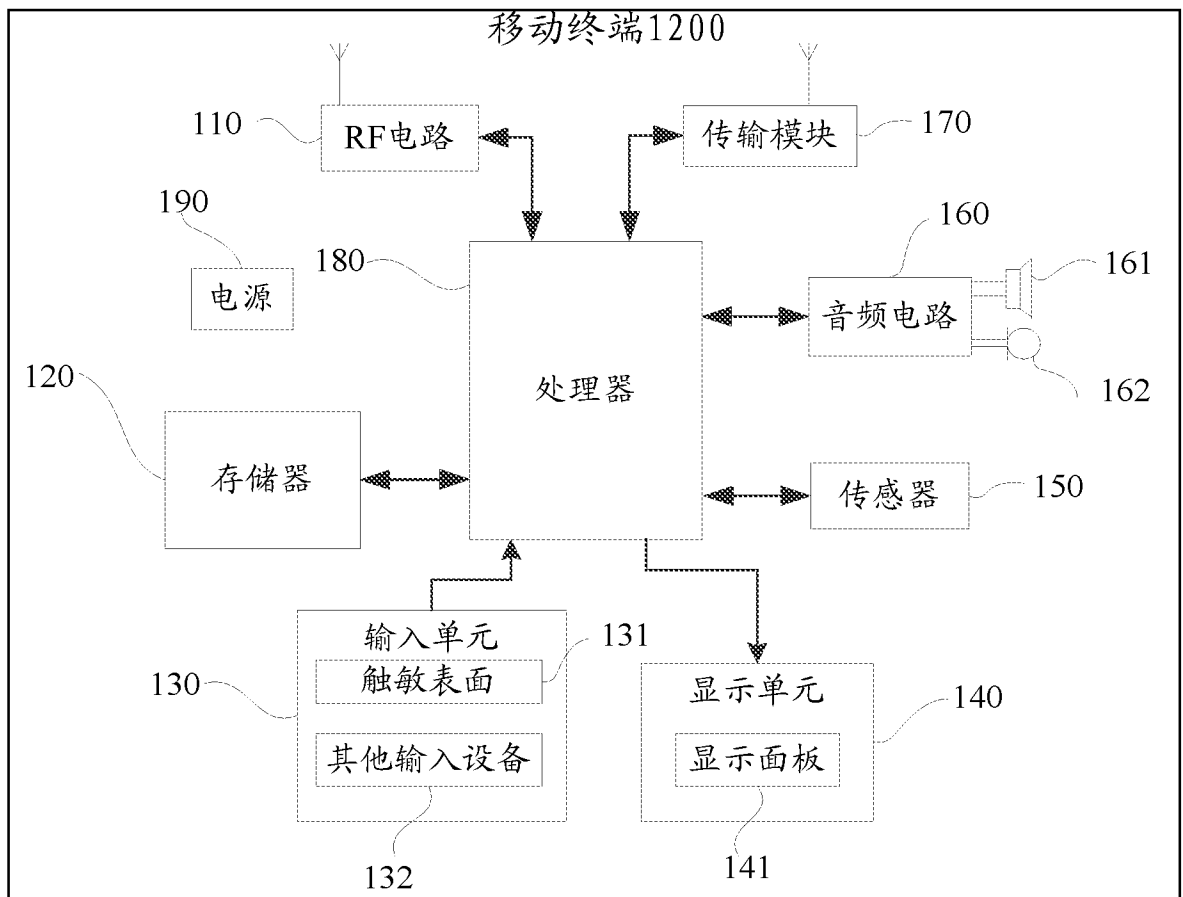 移动终端1200
110
RF电路
传输模块
170
190
电源
180
处理器
160
音频电路
161
162
120
存储器
传感器
150
输入单元
131
触敏表面
130
其他输入设备
132
显示单元
140
显示面板
141